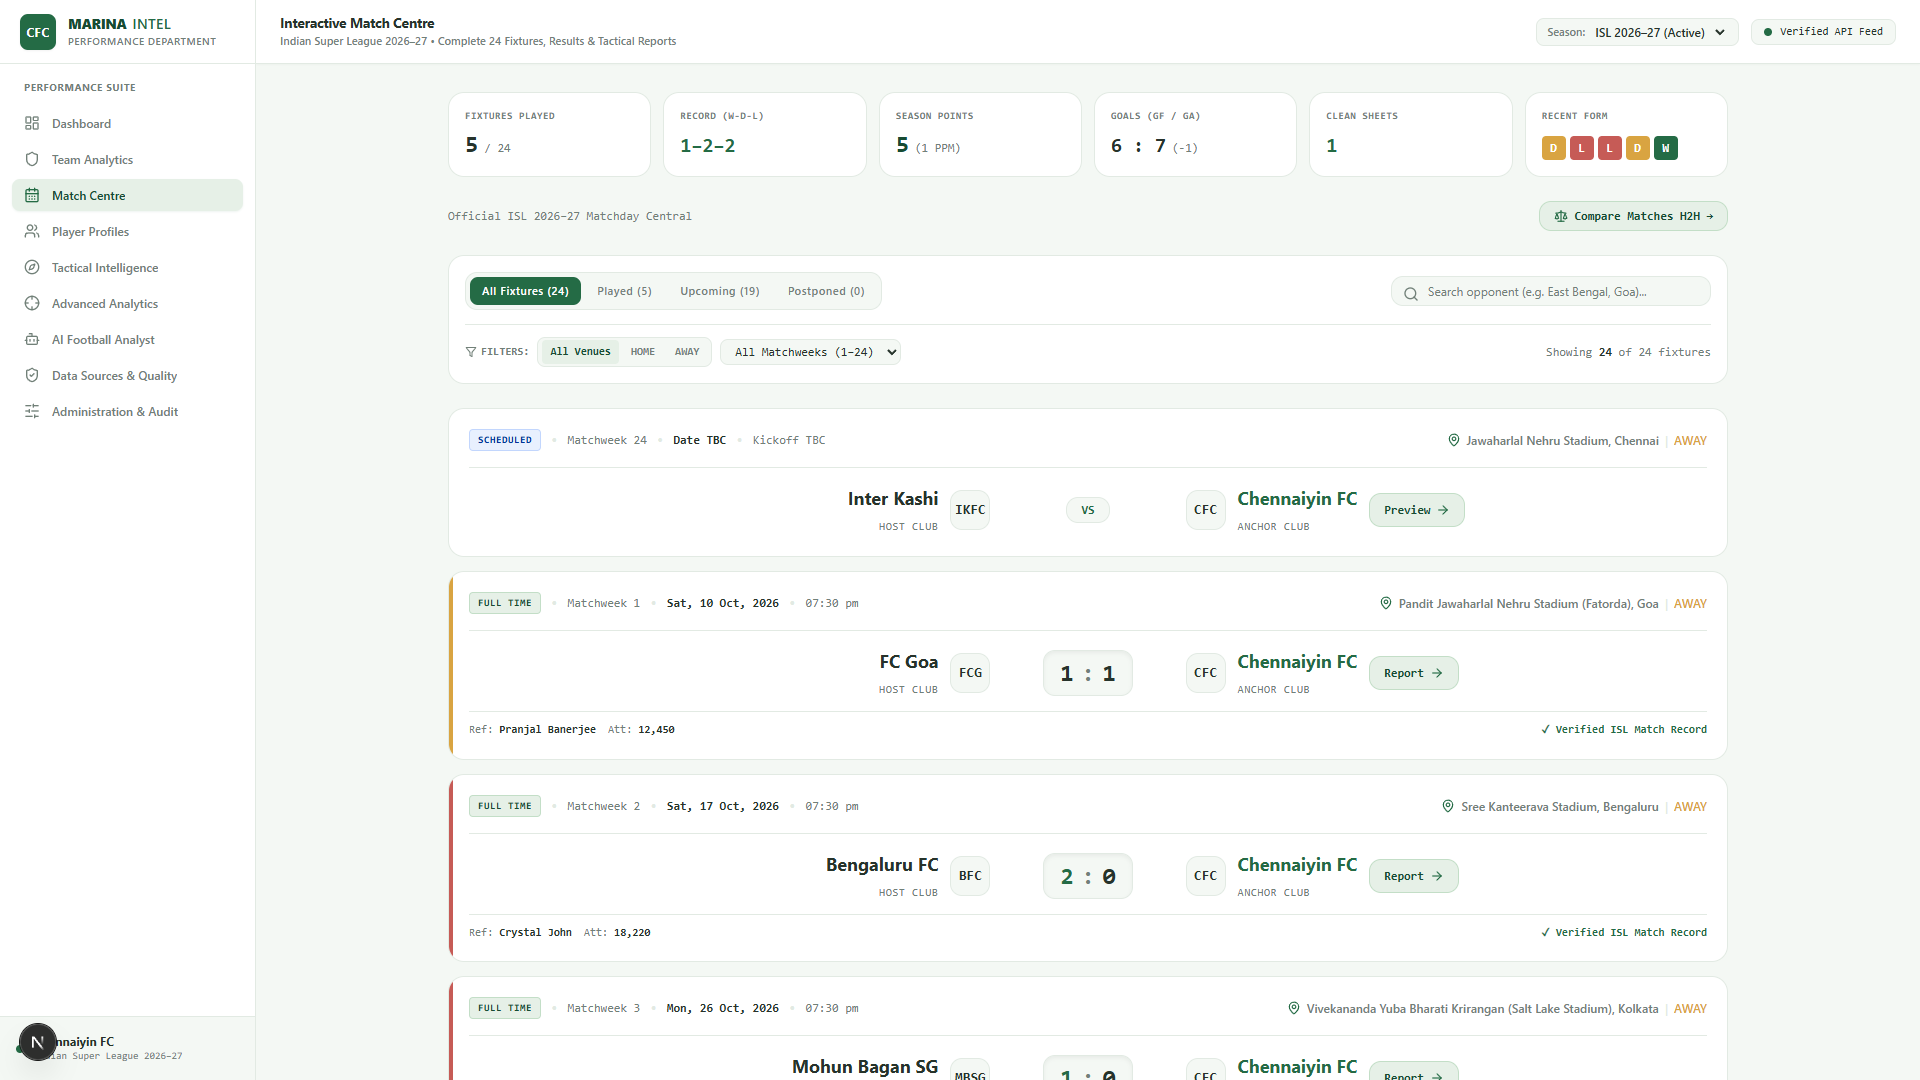 CFC
MARINA INTEL
PERFORMANCE DEPARTMENT
PERFORMANCE SUITE
Dashboard
Team Analytics
Match Centre
Player Profiles
Tactical Intelligence
Advanced Analytics
AI Football Analyst
Data Sources & Quality
Administration & Audit
N
nnaiyin FC
ian Super League 2026–27
Interactive Match Centre
Indian Super League 2026–27 • Complete 24 Fixtures, Results & Tactical Reports
Season: ISL 2026–27 (Active)
Verified API Feed
FIXTURES PLAYED
5 / 24
RECORD (W-D-L)
1–2–2
SEASON POINTS
5 (1 PPM)
GOALS (GF / GA)
6 : 7 (-1)
CLEAN SHEETS
1
RECENT FORM
D L L D W
Official ISL 2026–27 Matchday Central
Compare Matches H2H →
All Fixtures (24) Played (5) Upcoming (19) Postponed (0)
Search opponent (e.g. East Bengal, Goa)...
FILTERS: All Venues HOME AWAY All Matchweeks (1–24)
Showing 24 of 24 fixtures
SCHEDULED • Matchweek 24 • Date TBC • Kickoff TBC
Jawaharlal Nehru Stadium, Chennai | AWAY
Inter Kashi IKFC VS CFC Chennaiyin FC Preview →
HOST CLUB ANCHOR CLUB
FULL TIME • Matchweek 1 • Sat, 10 Oct, 2026 • 07:30 pm
Pandit Jawaharlal Nehru Stadium (Fatorda), Goa | AWAY
FC Goa FCG 1 : 1 CFC Chennaiyin FC Report →
HOST CLUB ANCHOR CLUB
Ref: Pranjal Banerjee Att: 12,450
✓ Verified ISL Match Record
FULL TIME • Matchweek 2 • Sat, 17 Oct, 2026 • 07:30 pm
Sree Kanteerava Stadium, Bengaluru | AWAY
Bengaluru FC BFC 2 : 0 CFC Chennaiyin FC Report →
HOST CLUB ANCHOR CLUB
Ref: Crystal John Att: 18,220
✓ Verified ISL Match Record
FULL TIME • Matchweek 3 • Mon, 26 Oct, 2026 • 07:30 pm
Vivekananda Yuba Bharati Krirangan (Salt Lake Stadium), Kolkata | AWAY
Mohun Bagan SG MBSG 1 : 0 CFC Chennaiyin FC Report →